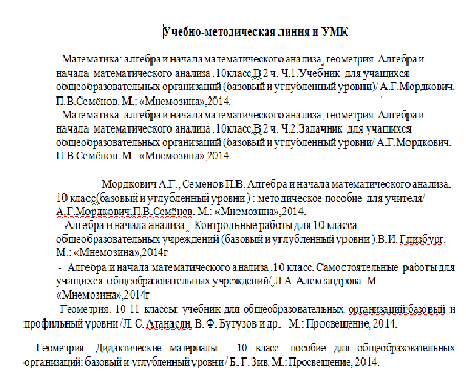 Учебно-методическая линия и УМК
Математика: алгебра и начала математического анализа, геометрия. Алгебра и
начала математического анализа .10класс.В 2 ч. Ч.1.Учебник для учащихся
общеобразовательных организаций (базовый и углубленный уровни)/ А.Г.Мордкович.
П.В.Семёнов. М.: «Мнемозина»,2014.
Математика: алгебра и начала математического анализа, геометрия. Алгебра и
начала математического анализа .10класс.В 2 ч. Ч.2.Задачник для учащихся
общеобразовательных организаций (базовый и углубленный уровни/ А.Г.Мордкович.
П.В.Семёнов. М. «Мнемозина»,2014
Мордкович А.Г., Семенов П.В. Алгебра и начала математического анализа.
10 класс(базовый и углубленный уровни ) : методическое пособие для учителя/
А.Г.Мордкович.П.В.Семёнов. М.: «Мнемозина»,2014.
Алгебра и начала анализа . Контрольные работы для 10 класса
общеобразовательных учреждений (базовый и углубленный уровни ).В.И. Глизбург.
М.: «Мнемозина»,2014г
- Алгебра и начала математического анализа .10 класс. Самостоятельные работы для
учащихся общеобразовательных учреждений/ Л.А. Александрова М.
«Мнемозина»,2014г
Геометрия, 10-11 классы: учебник для общеобразовательных организаций:базовый и
профильный уровни /Л. С. Атанасян, В. Ф. Бутузов и др.. М.: Просвещение, 2014.
Геометрия Дидактические материалы 10 класс пособие для общеобразовательных
организаций: базовый и углубленный уровни / Б. Г. Зив. М.: Просвещение, 2014.